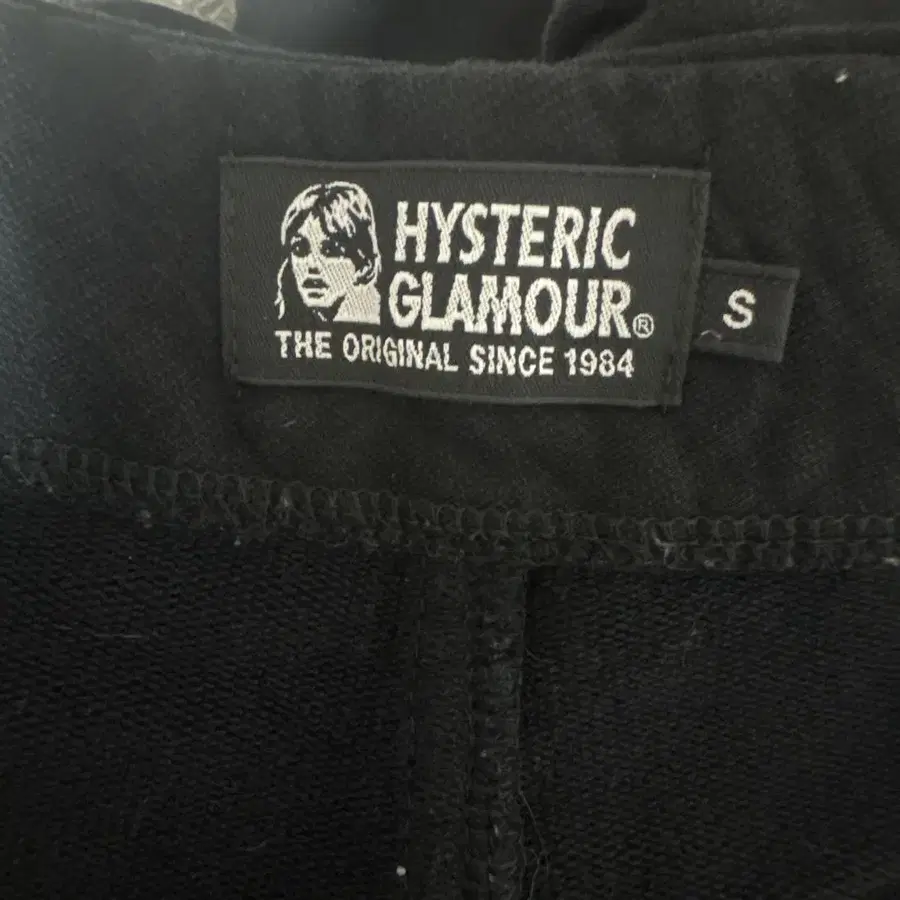 HYSTERIC
GLAMOUR®
THE ORIGINAL SINCE 1984
S